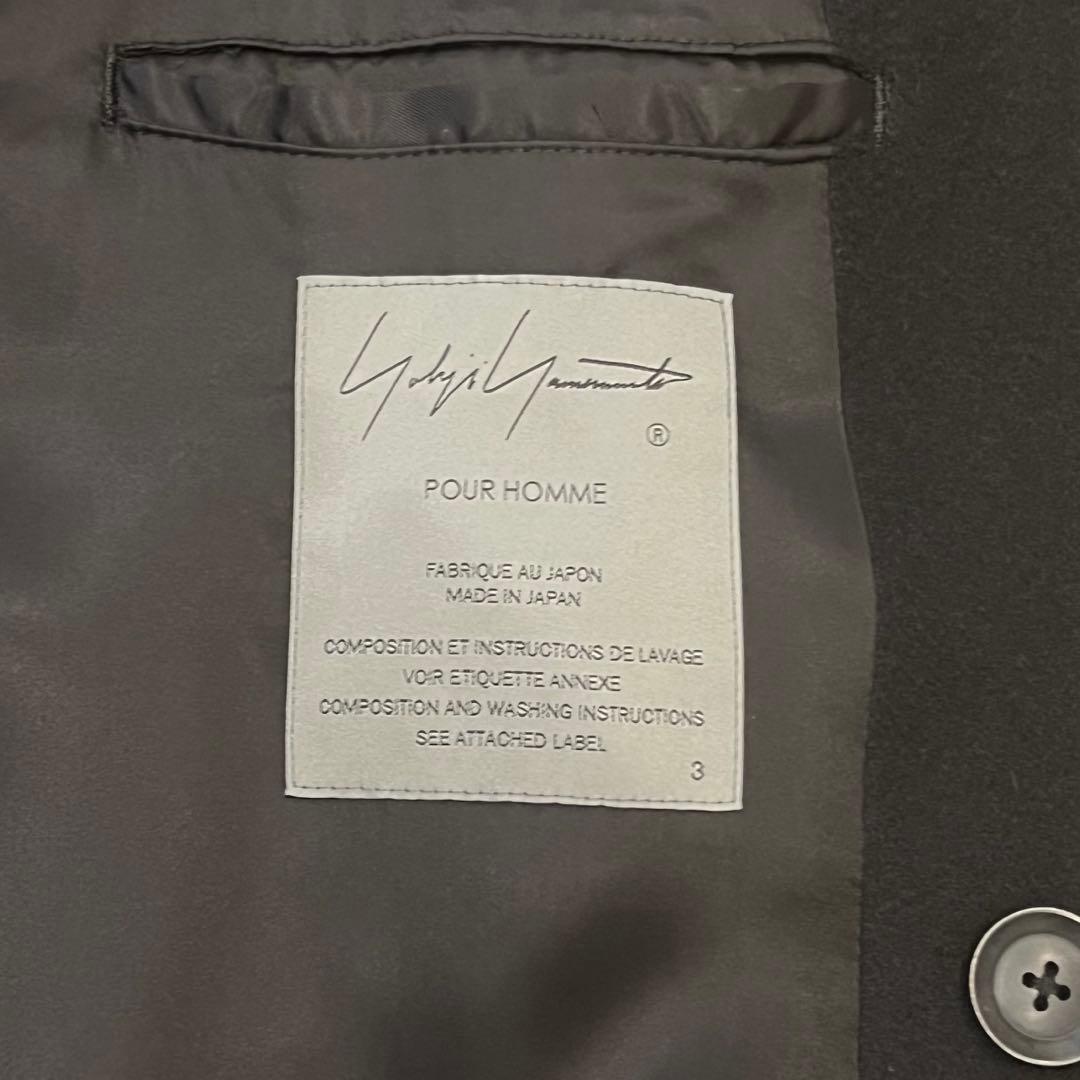 Yohji Yamamoto
®
POUR HOMME
FABRIQUE AU JAPON
MADE IN JAPAN
COMPOSITION ET INSTRUCTIONS DE LAVAGE
VOIR ETIQUETTE ANNEXE
COMPOSITION AND WASHING INSTRUCTIONS
SEE ATTACHED LABEL
3